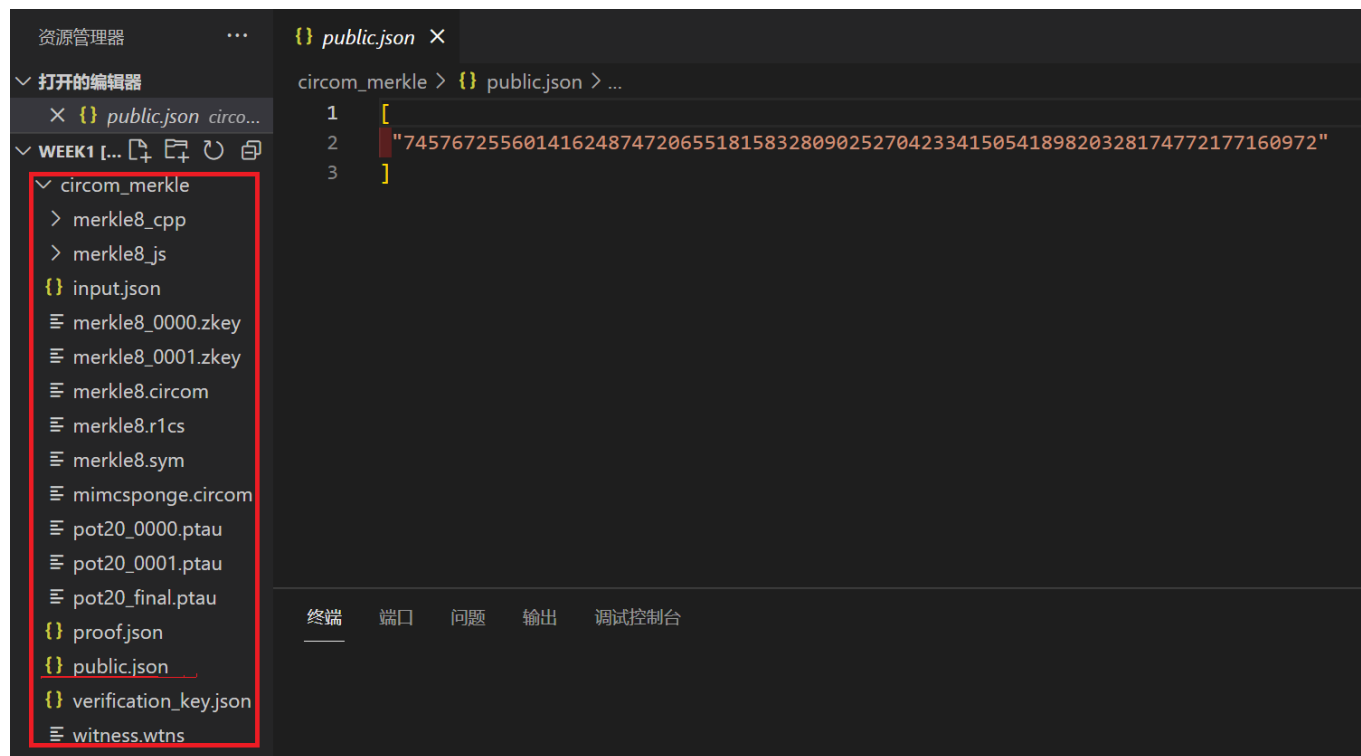 资源管理器 ···
打开的编辑器
{} public.json circo...
WEEK1 [...
circom_merkle
merkle8_cpp
merkle8_js
{} input.json
merkle8_0000.zkey
merkle8_0001.zkey
merkle8.circom
merkle8.r1cs
merkle8.sym
mimcsponge.circom
pot20_0000.ptau
pot20_0001.ptau
pot20_final.ptau
{} proof.json
{} public.json
{} verification_key.json
witness.wtns
{} public.json
circom_merkle > {} public.json > ...
1 [
2 "7457672556014162487472065518158328090252704233415054189820328174772177160972"
3 ]
终端 端口 问题 输出 调试控制台